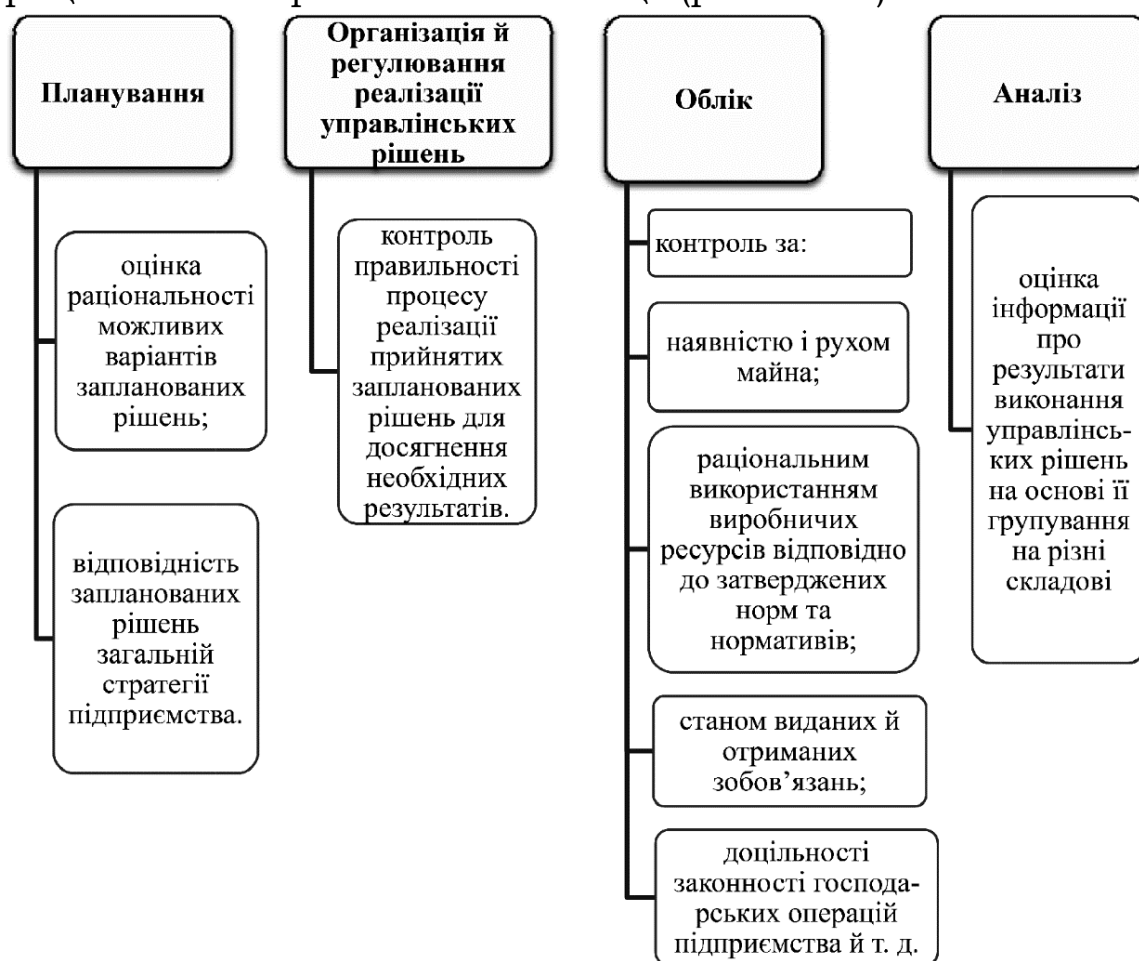 Планування
оцінка
раціональності
можливих
варіантів
запланованих
рішень;
відповідність
запланованих
рішень
загальній
стратегії
підприємства.
Організація й
регулювання
реалізації
управлінських
рішень
контроль
правильності
процесу
реалізації
прийнятих
запланованих
рішень для
досягнення
необхідних
результатів.
Облік
контроль за:
наявністю і рухом
майна;
раціональним
використанням
виробничих
ресурсів відповідно
до затверджених
норм та
нормативів;
станом виданих й
отриманих
зобов’язань;
доцільності
законності господа-
рських операцій
підприємства й т. д.
Аналіз
оцінка
інформації
про
результати
виконання
управлінсь-
ких рішень
на основі її
групування
на різні
складові